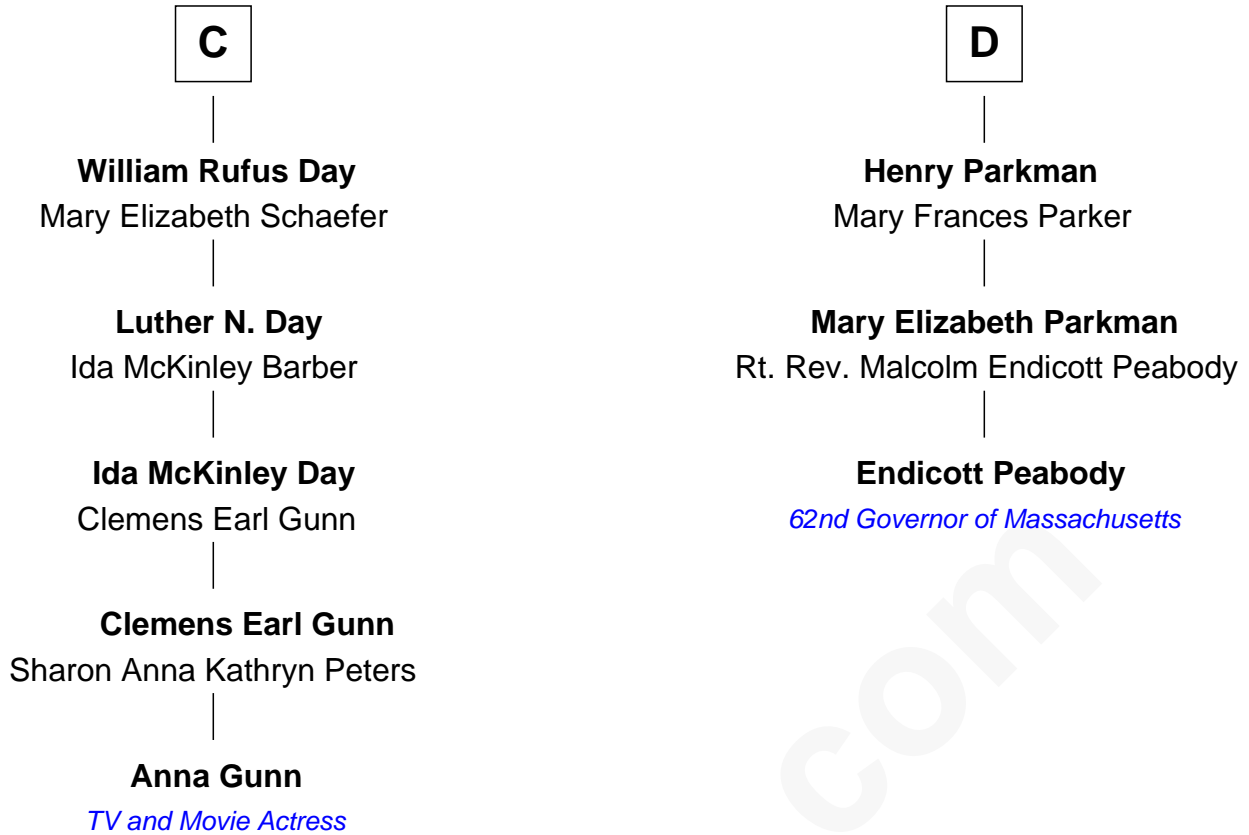 C
William Rufus Day
Mary Elizabeth Schaefer
Luther N. Day
Ida McKinley Barber
Ida McKinley Day
Clemens Earl Gunn
Clemens Earl Gunn
Sharon Anna Kathryn Peters
Anna Gunn
TV and Movie Actress
D
Henry Parkman
Mary Frances Parker
Mary Elizabeth Parkman
Rt. Rev. Malcolm Endicott Peabody
Endicott Peabody
62nd Governor of Massachusetts
com